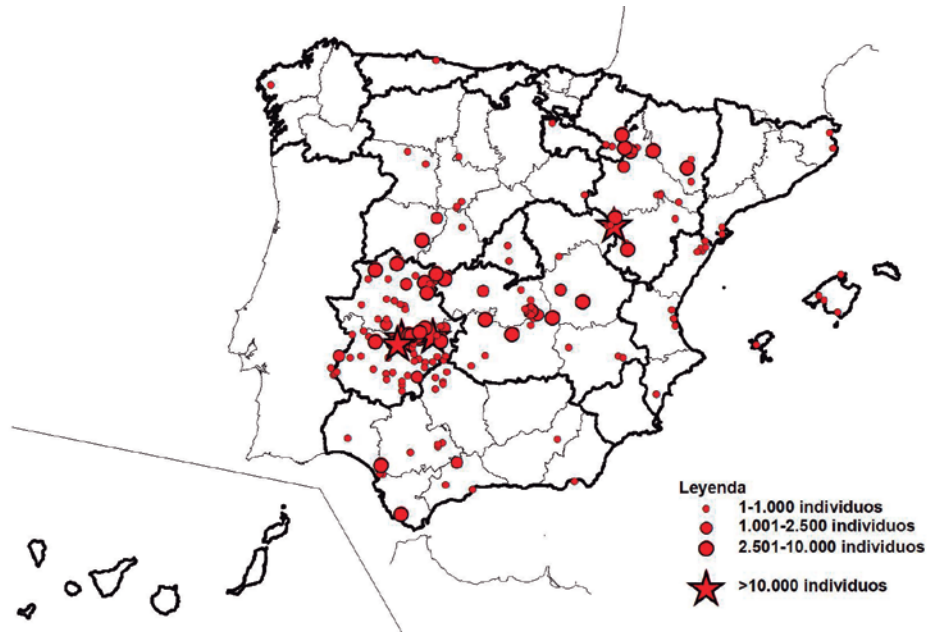 Leyenda
1-1.000 individuos
1.001-2.500 individuos
2.501-10.000 individuos
>10.000 individuos